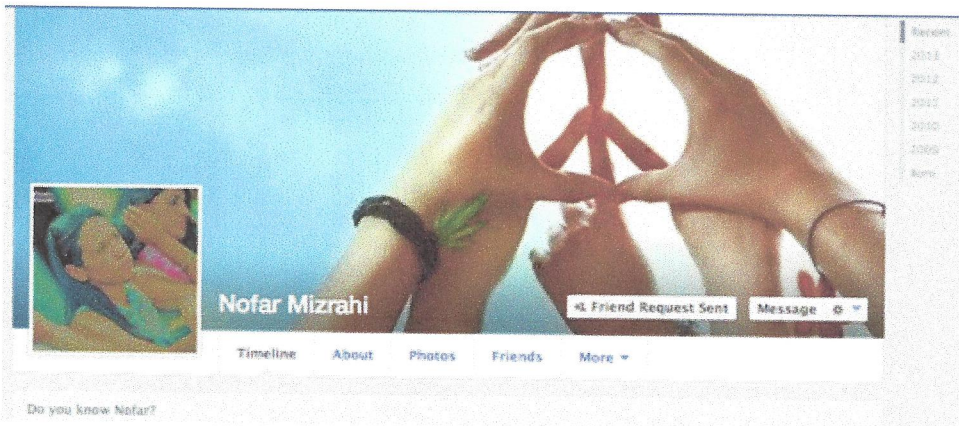 Recent
2013
2012
2012
2010
2009
Born
Nofar Mizrahi
Friend Request Sent
Message
Timeline About Photos Friends More
Do you know Nofar?